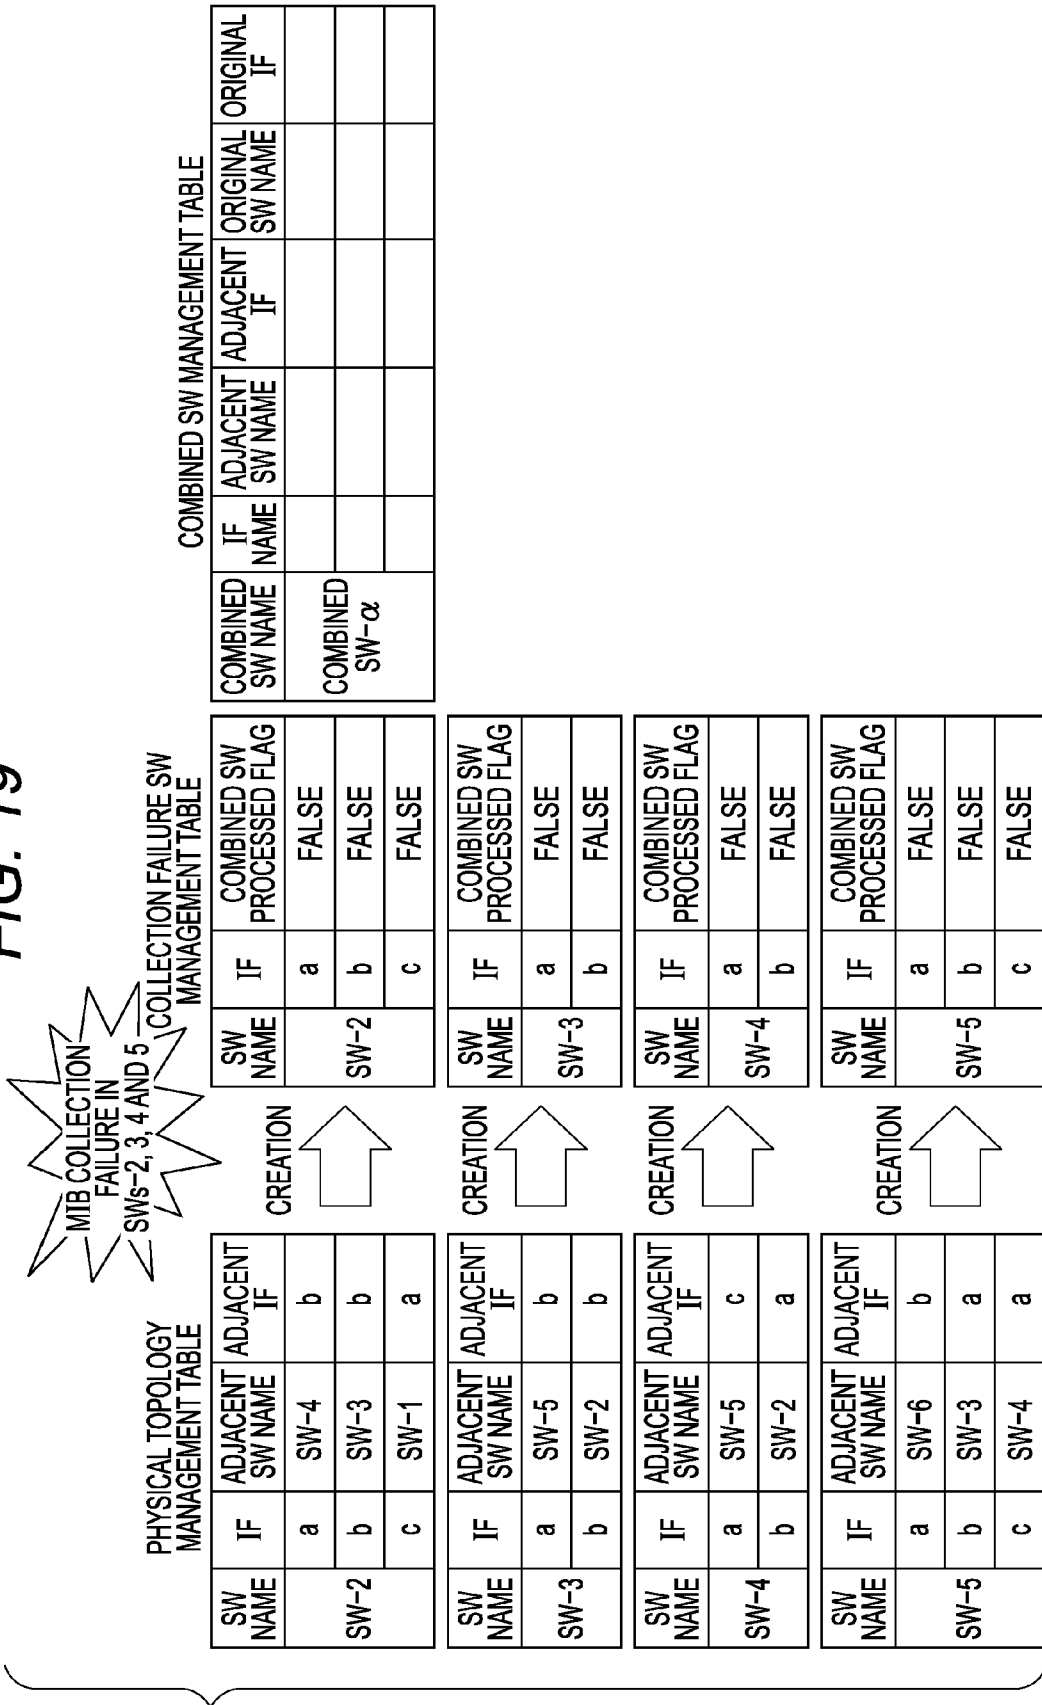 FIG. 19
MIB COLLECTION
FAILURE IN
SWs-2, 3, 4 AND 5
PHYSICAL TOPOLOGY
MANAGEMENT TABLE
SW NAME IF ADJACENT SW NAME ADJACENT IF
SW-2 a SW-4 b
b SW-3 b
c SW-1 a
SW NAME IF ADJACENT SW NAME ADJACENT IF
SW-3 a SW-5 b
b SW-2 b
SW NAME IF ADJACENT SW NAME ADJACENT IF
SW-4 a SW-5 c
b SW-2 a
SW NAME IF ADJACENT SW NAME ADJACENT IF
SW-5 a SW-6 b
b SW-3 a
c SW-4 a
CREATION
CREATION
CREATION
CREATION
COLLECTION FAILURE SW
MANAGEMENT TABLE
SW NAME IF COMBINED SW PROCESSED FLAG
SW-2 a FALSE
b FALSE
c FALSE
SW NAME IF COMBINED SW PROCESSED FLAG
SW-3 a FALSE
b FALSE
SW NAME IF COMBINED SW PROCESSED FLAG
SW-4 a FALSE
b FALSE
SW NAME IF COMBINED SW PROCESSED FLAG
SW-5 a FALSE
b FALSE
c FALSE
COMBINED SW MANAGEMENT TABLE
COMBINED SW NAME IF NAME ADJACENT SW NAME ADJACENT IF ORIGINAL SW NAME ORIGINAL IF
COMBINED
SW-α